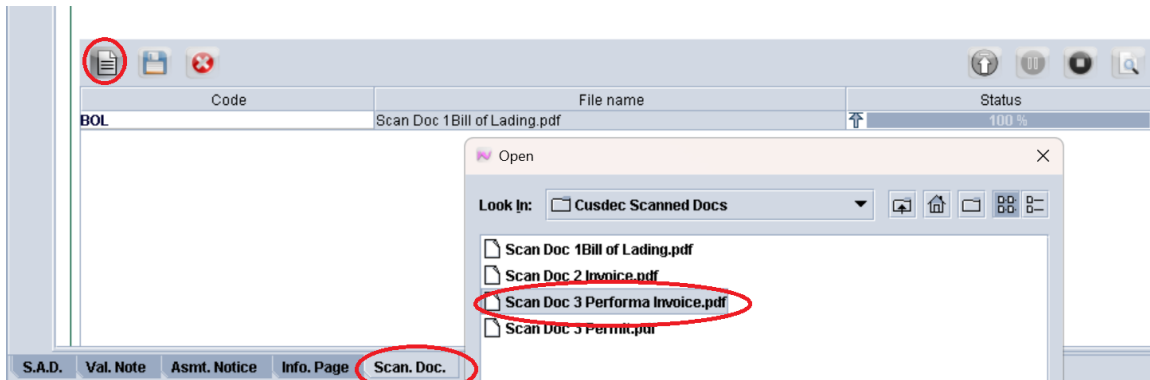 Code File name Status
BOL Scan Doc 1Bill of Lading.pdf 100 %
Open
Look In: Cusdec Scanned Docs
Scan Doc 1Bill of Lading.pdf
Scan Doc 2 Invoice.pdf
Scan Doc 3 Performa Invoice.pdf
Scan Doc 3 Permit.pdf
S.A.D. Val. Note Asmt. Notice Info. Page Scan. Doc.